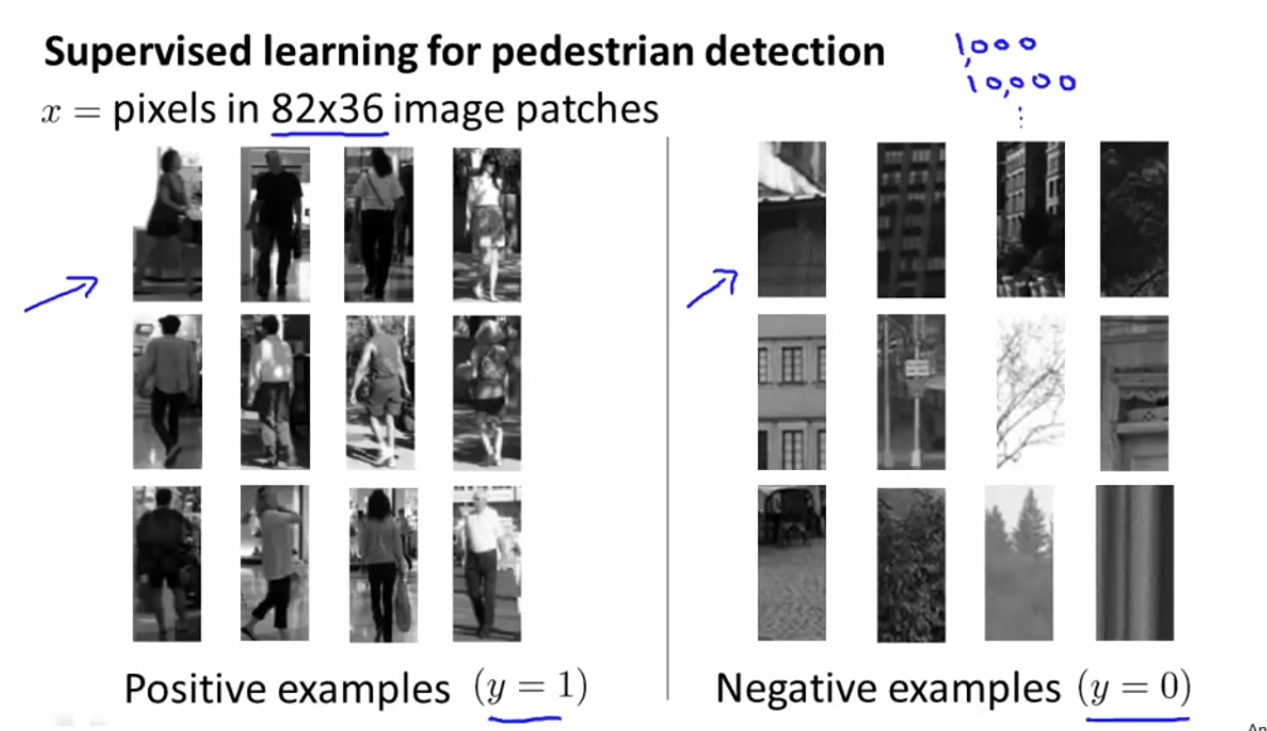 Supervised learning for pedestrian detection
1,000
x = pixels in 82x36 image patches
10,000
Positive examples (y = 1)
Negative examples (y = 0)
An